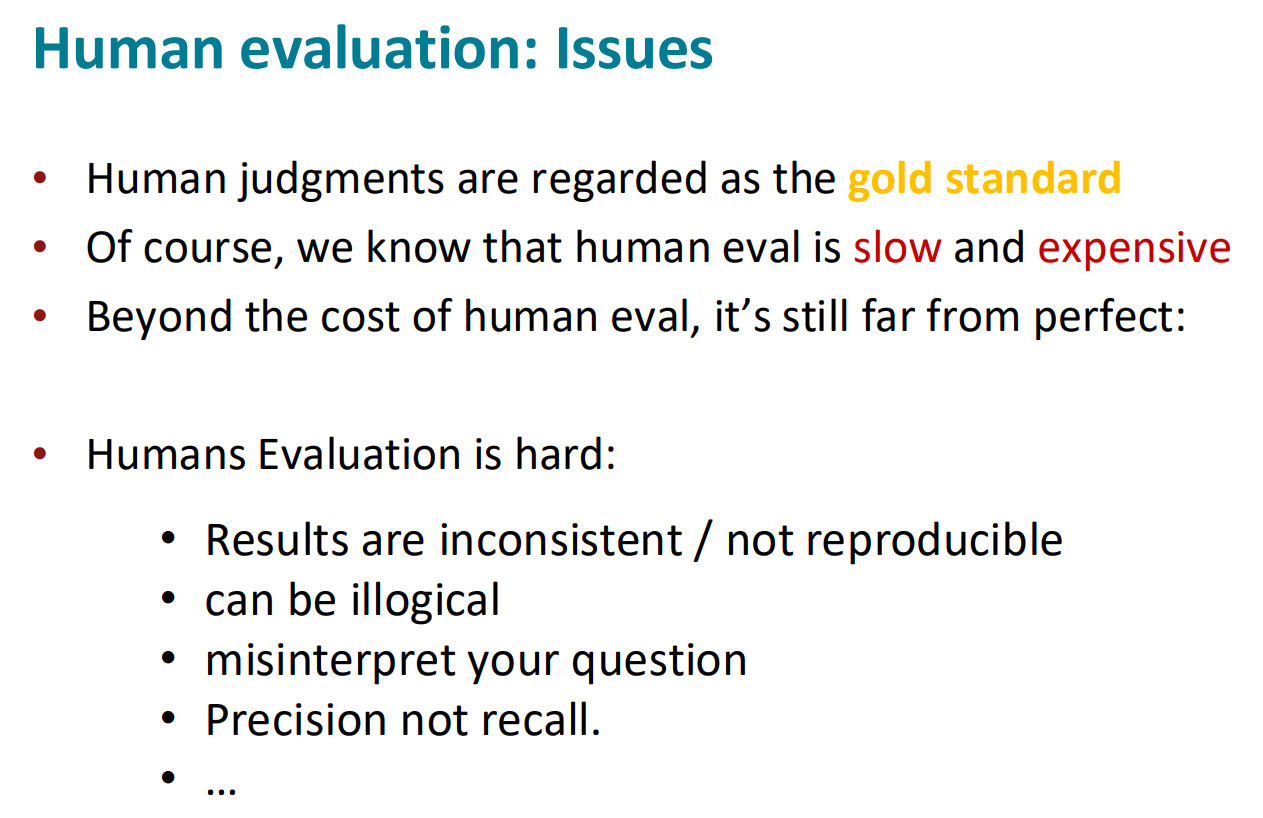 Human evaluation: Issues
• Human judgments are regarded as the gold standard
• Of course, we know that human eval is slow and expensive
• Beyond the cost of human eval, it’s still far from perfect:
• Humans Evaluation is hard:
• Results are inconsistent / not reproducible
• can be illogical
• misinterpret your question
• Precision not recall.
• …